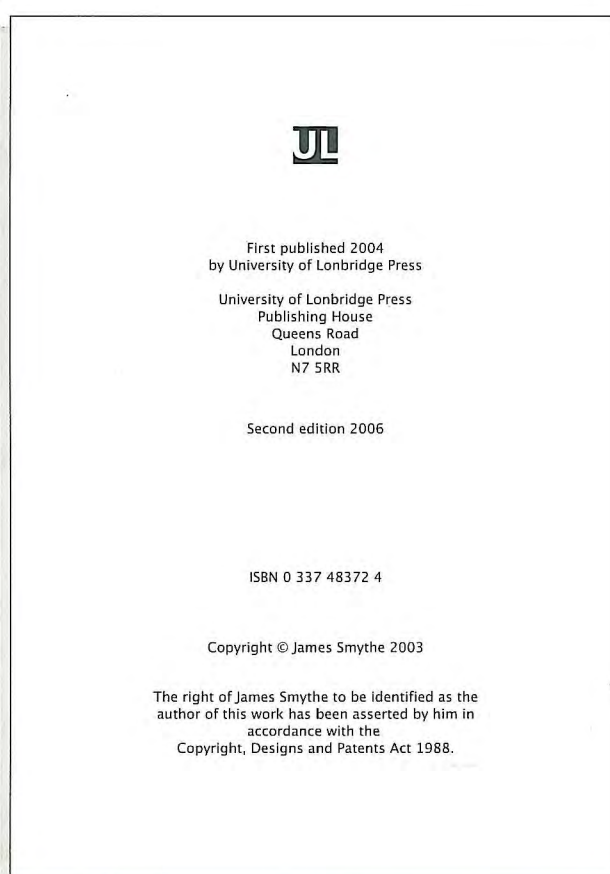 UL
First published 2004
by University of Lonbridge Press
University of Lonbridge Press
Publishing House
Queens Road
London
N7 5RR
Second edition 2006
ISBN 0 337 48372 4
Copyright © James Smythe 2003
The right of James Smythe to be identified as the
author of this work has been asserted by him in
accordance with the
Copyright, Designs and Patents Act 1988.